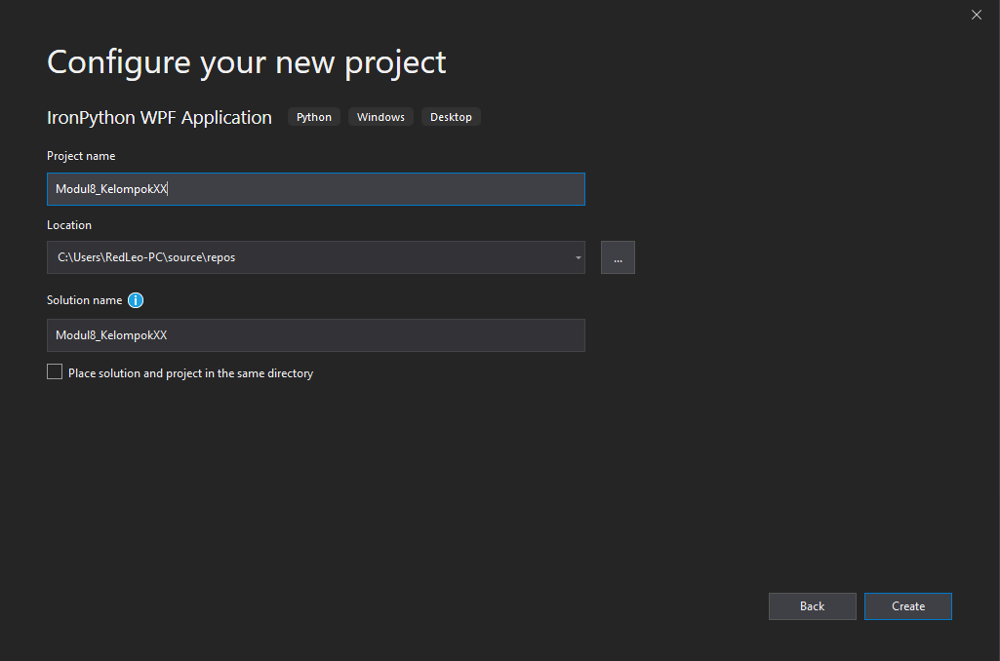 Configure your new project
IronPython WPF Application Python Windows Desktop
Project name
Modul8_KelompokXX
Location
C:\Users\RedLeo-PC\source\repos
...
Solution name
Modul8_KelompokXX
Place solution and project in the same directory
Back Create